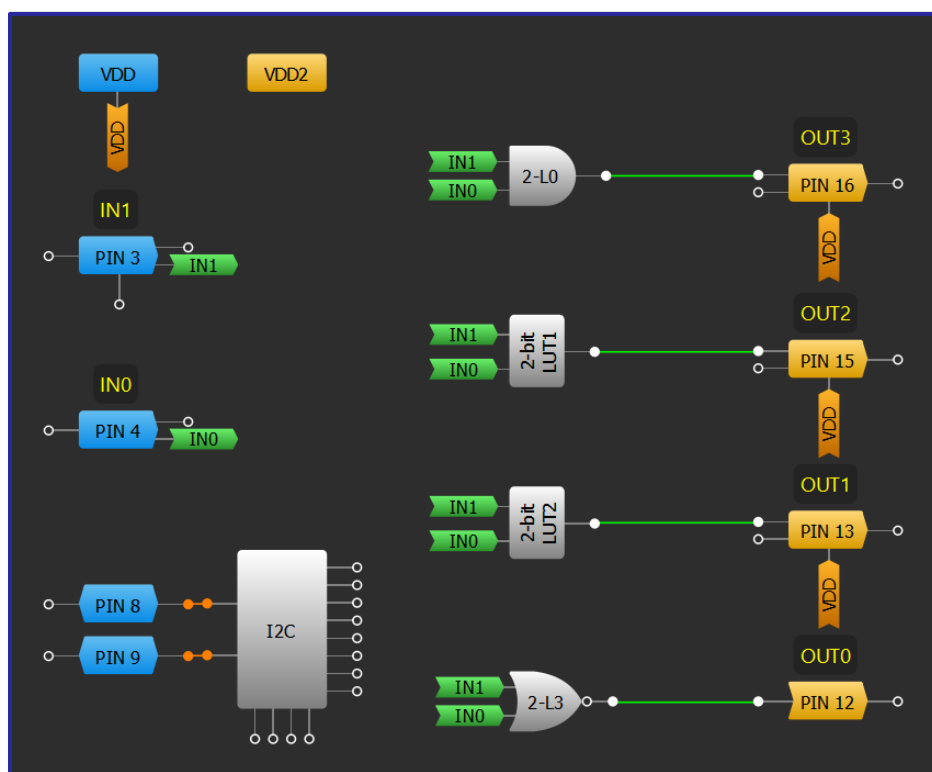 VDD
VDD2
VDD
IN1
PIN 3
IN1
IN0
PIN 4
IN0
PIN 8
PIN 9
I2C
IN1
IN0
2-L0
OUT3
PIN 16
VDD
IN1
IN0
2-bit
LUT1
OUT2
PIN 15
VDD
IN1
IN0
2-bit
LUT2
OUT1
PIN 13
VDD
IN1
IN0
2-L3
OUT0
PIN 12